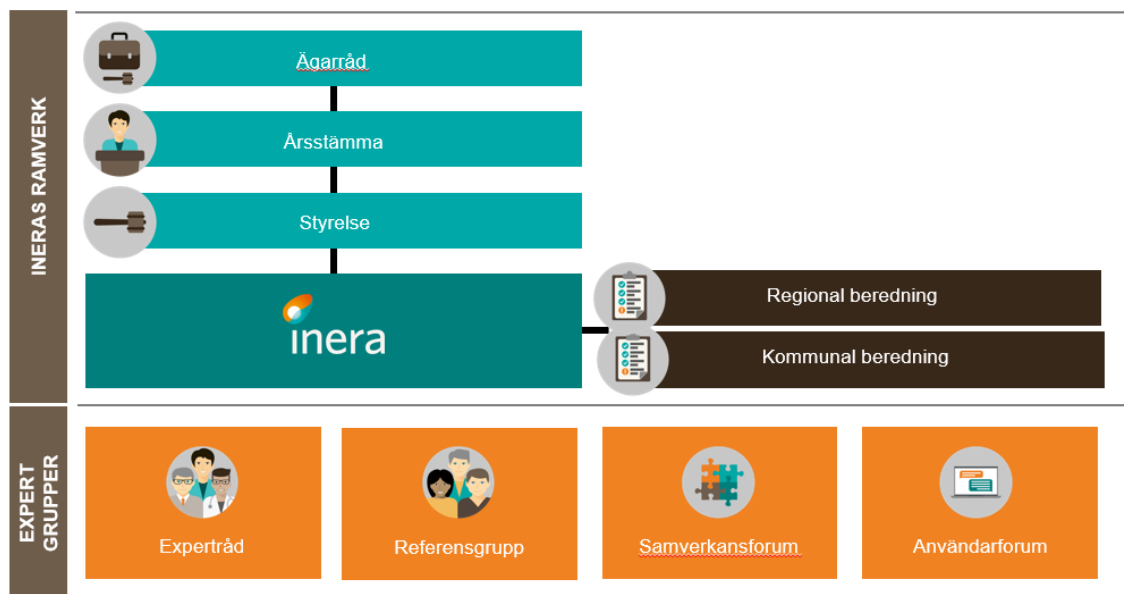 INERAS RAMVERK
Ägarråd
Årsstämma
Styrelse
inera
Regional beredning
Kommunal beredning
EXPERT
GRUPPER
Expertråd
Referensgrupp
Samverkansforum
Användarforum